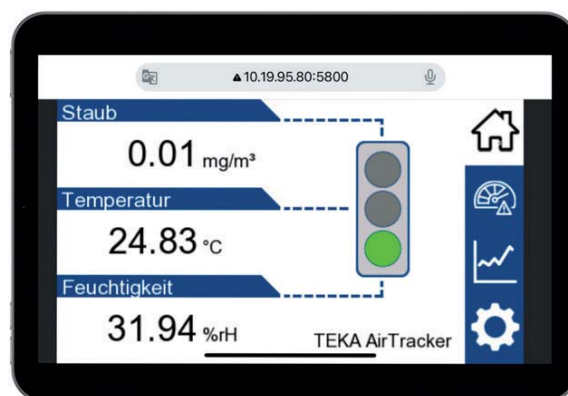 10.19.95.80:5800
Staub
0.01 mg/m³
Temperatur
24.83 °C
Feuchtigkeit
31.94 %rH
TEKA AirTracker